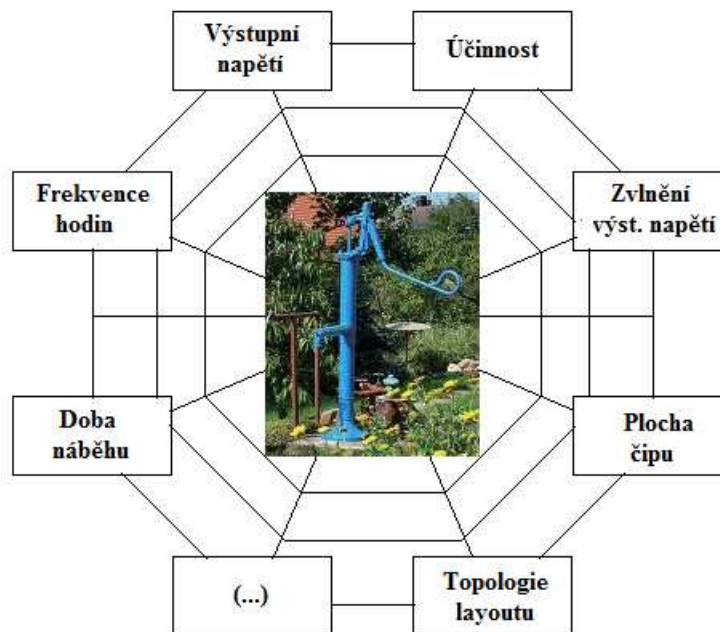 Výstupní
napětí
Účinnost
Frekvence
hodin
Zvlnění
výst. napětí
Doba
náběhu
Plocha
čipu
(...)
Topologie
layoutu